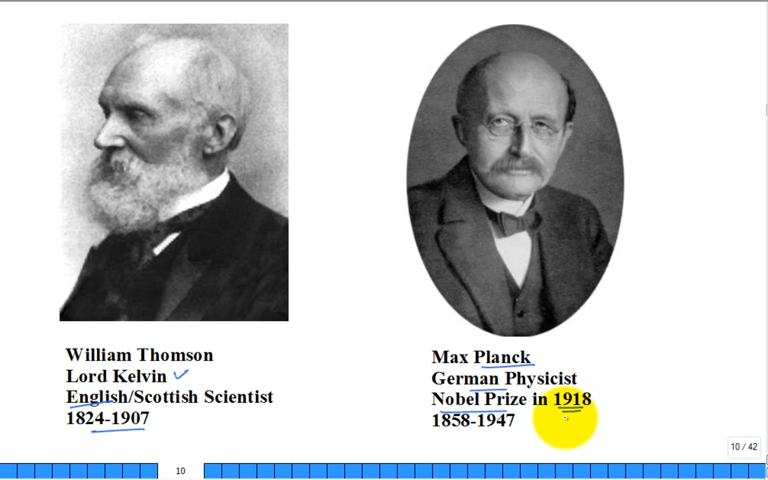 William Thomson
Lord Kelvin
English/Scottish Scientist
1824-1907
Max Planck
German Physicist
Nobel Prize in 1918
1858-1947
10 / 42
10